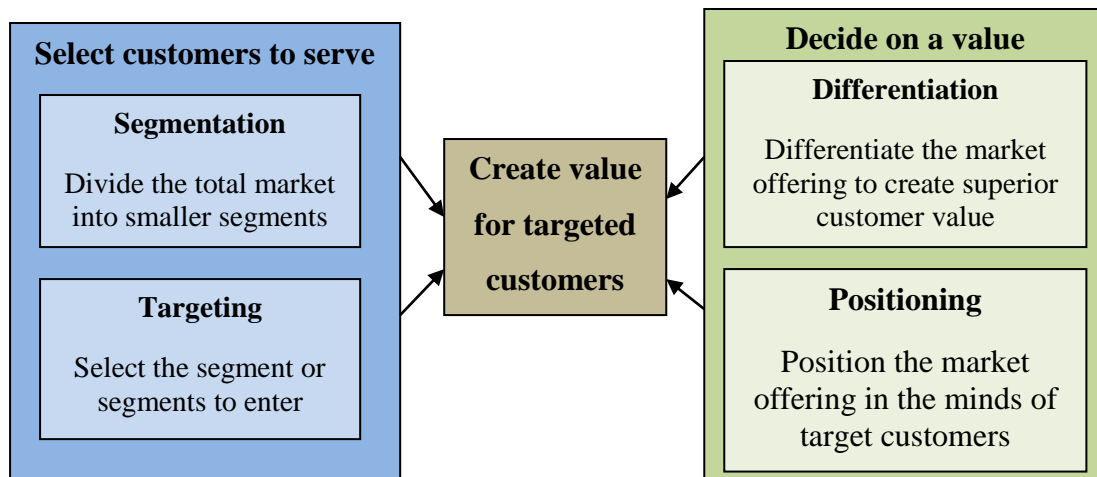 Select customers to serve
Segmentation
Divide the total market
into smaller segments
Targeting
Select the segment or
segments to enter
Create value
for targeted
customers
Decide on a value
Differentiation
Differentiate the market
offering to create superior
customer value
Positioning
Position the market
offering in the minds of
target customers